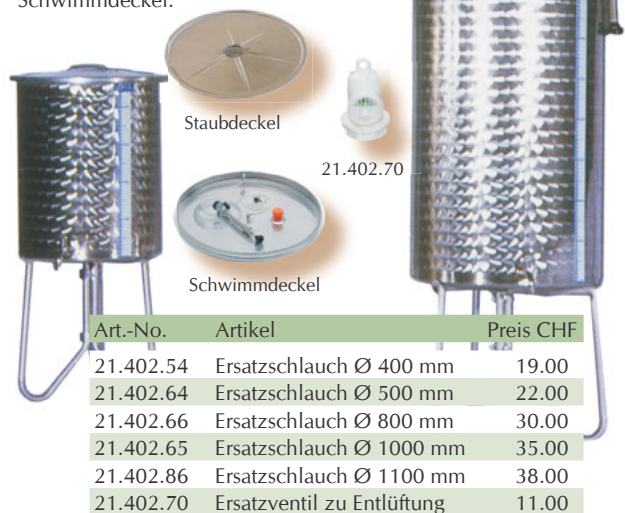 Schwimmdeckel.
Staubdeckel
21.402.70
Schwimmdeckel
Art.-No. Artikel Preis CHF
21.402.54 Ersatzschlauch Ø 400 mm 19.00
21.402.64 Ersatzschlauch Ø 500 mm 22.00
21.402.66 Ersatzschlauch Ø 800 mm 30.00
21.402.65 Ersatzschlauch Ø 1000 mm 35.00
21.402.86 Ersatzschlauch Ø 1100 mm 38.00
21.402.70 Ersatzventil zu Entlüftung 11.00